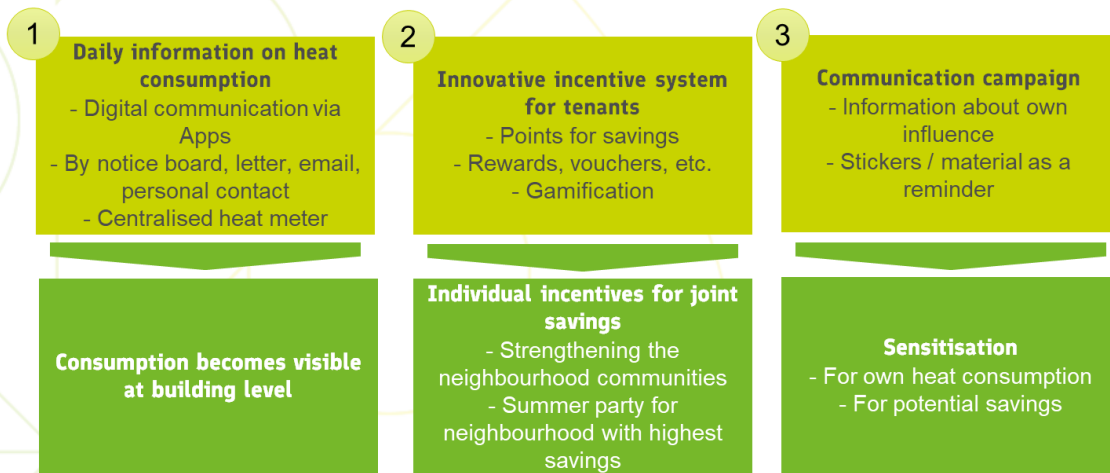 1
Daily information on heat
consumption
- Digital communication via
Apps
- By notice board, letter, email,
personal contact
- Centralised heat meter
Consumption becomes visible
at building level
2
Innovative incentive system
for tenants
- Points for savings
- Rewards, vouchers, etc.
- Gamification
Individual incentives for joint
savings
- Strengthening the
neighbourhood communities
- Summer party for
neighbourhood with highest
savings
3
Communication campaign
- Information about own
influence
- Stickers / material as a
reminder
Sensitisation
- For own heat consumption
- For potential savings